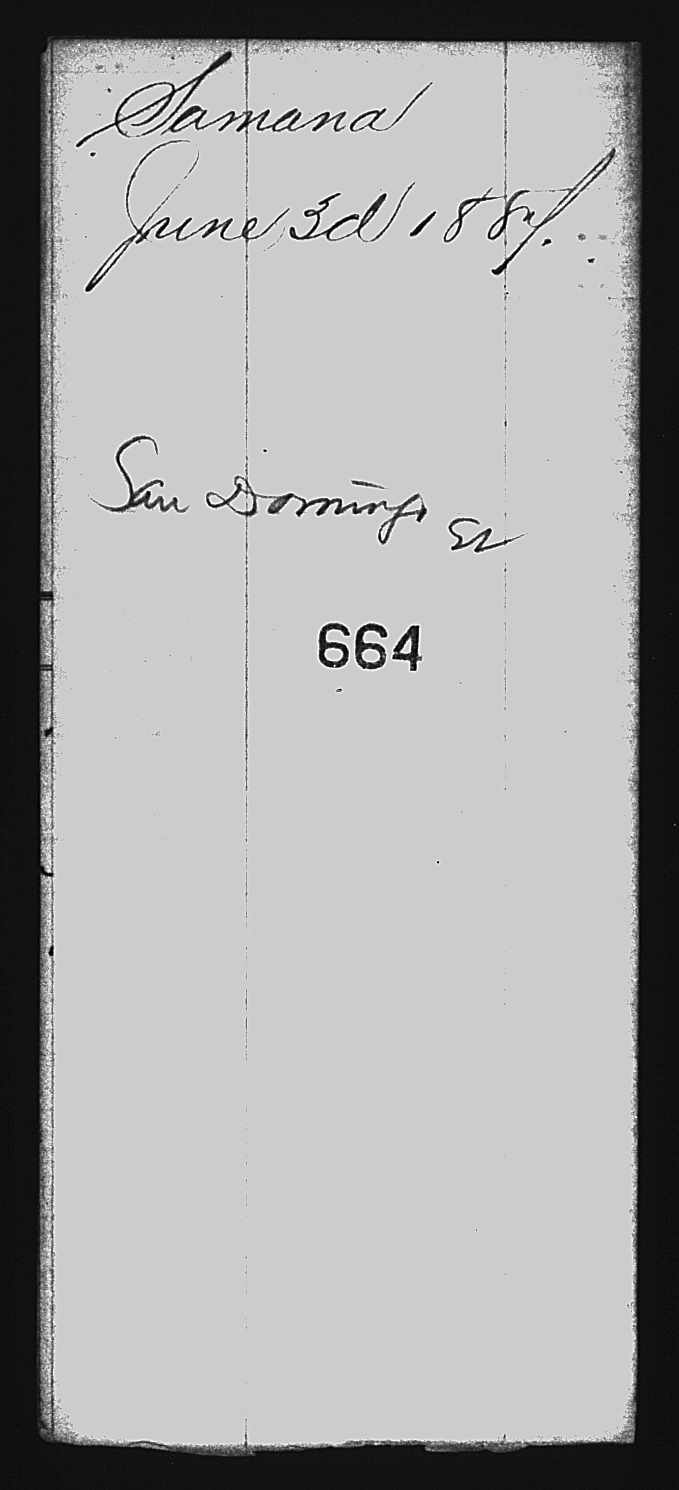 Samana
June 3d 1887.
San Domingo
664